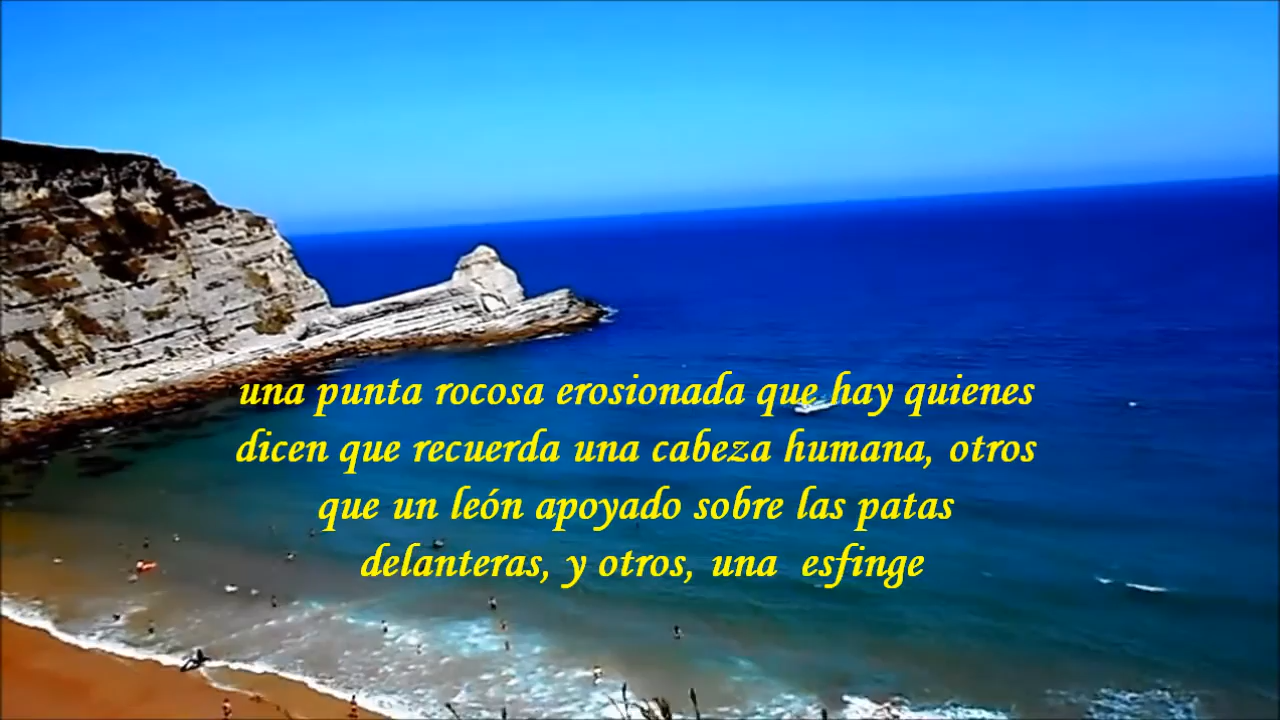 una punta rocosa erosionada que hay quienes
dicen que recuerda una cabeza humana, otros
que un león apoyado sobre las patas
delanteras, y otros, una  esfinge